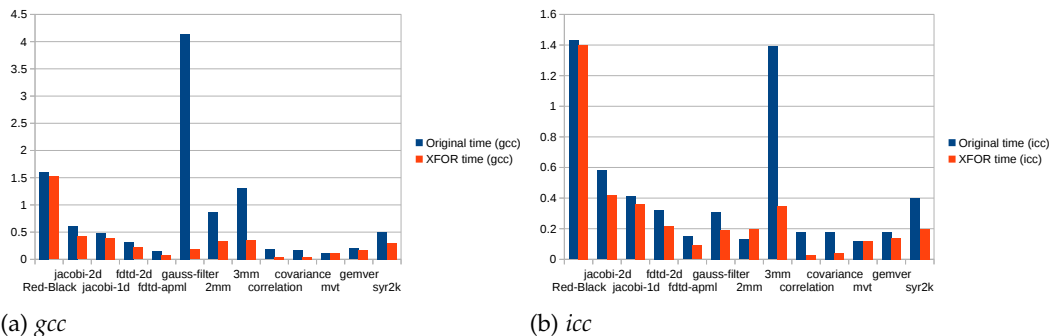 4.5
4
3.5
3
2.5
2
1.5
1
0.5
0
Original time (gcc)
XFOR time (gcc)
jacobi-2d fdtd-2d gauss-filter 3mm covariance gemver
Red-Black jacobi-1d fdtd-apml 2mm correlation mvt syr2k
(a) gcc
1.6
1.4
1.2
1
0.8
0.6
0.4
0.2
0
Original time (icc)
XFOR time (icc)
jacobi-2d fdtd-2d gauss-filter 3mm covariance gemver
Red-Black jacobi-1d fdtd-apml 2mm correlation mvt syr2k
(b) icc